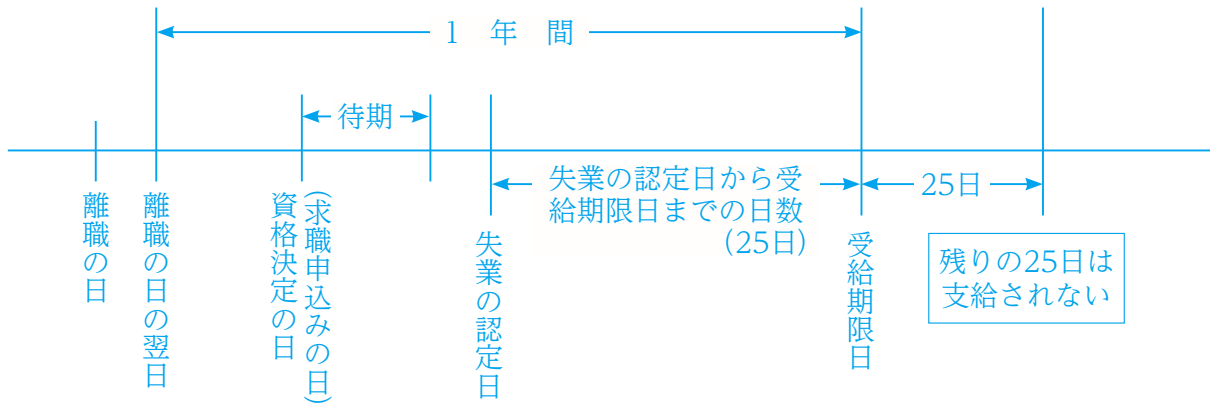 1 年 間
待期
離職の日
離職の日の翌日
資格決定の日
(求職申込みの日)
失業の認定日
失業の認定日から受
給期限日までの日数
(25日)
受給期限日
25日
残りの25日は
支給されない